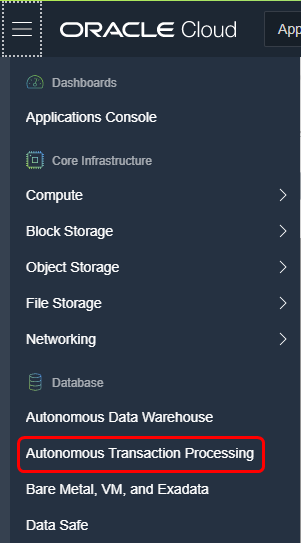 ORACLE Cloud
App
Dashboards
Applications Console
Core Infrastructure
Compute
Block Storage
Object Storage
File Storage
Networking
Database
Autonomous Data Warehouse
Autonomous Transaction Processing
Bare Metal, VM, and Exadata
Data Safe